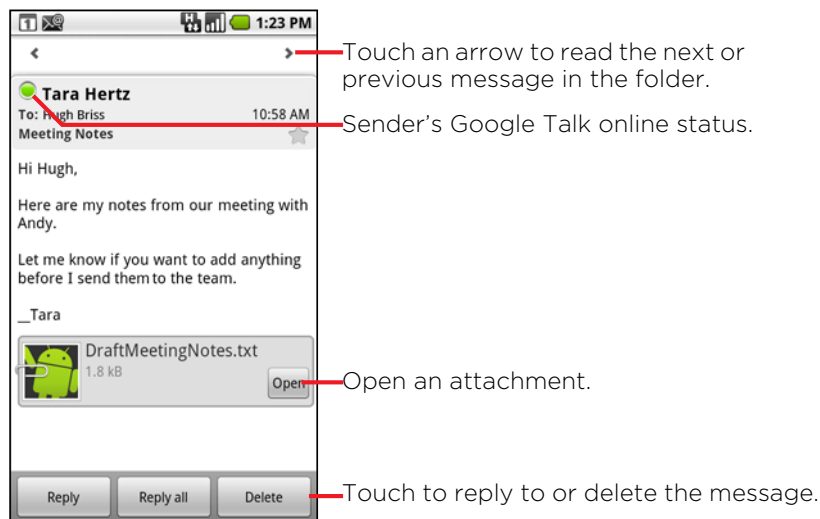 1:23 PM
Touch an arrow to read the next or
previous message in the folder.
Tara Hertz
To: Hugh Briss 10:58 AM
Meeting Notes
Sender's Google Talk online status.
Hi Hugh,
Here are my notes from our meeting with
Andy.
Let me know if you want to add anything
before I send them to the team.
__Tara
DraftMeetingNotes.txt
1.8 kB
Open
Open an attachment.
Reply Reply all Delete
Touch to reply to or delete the message.